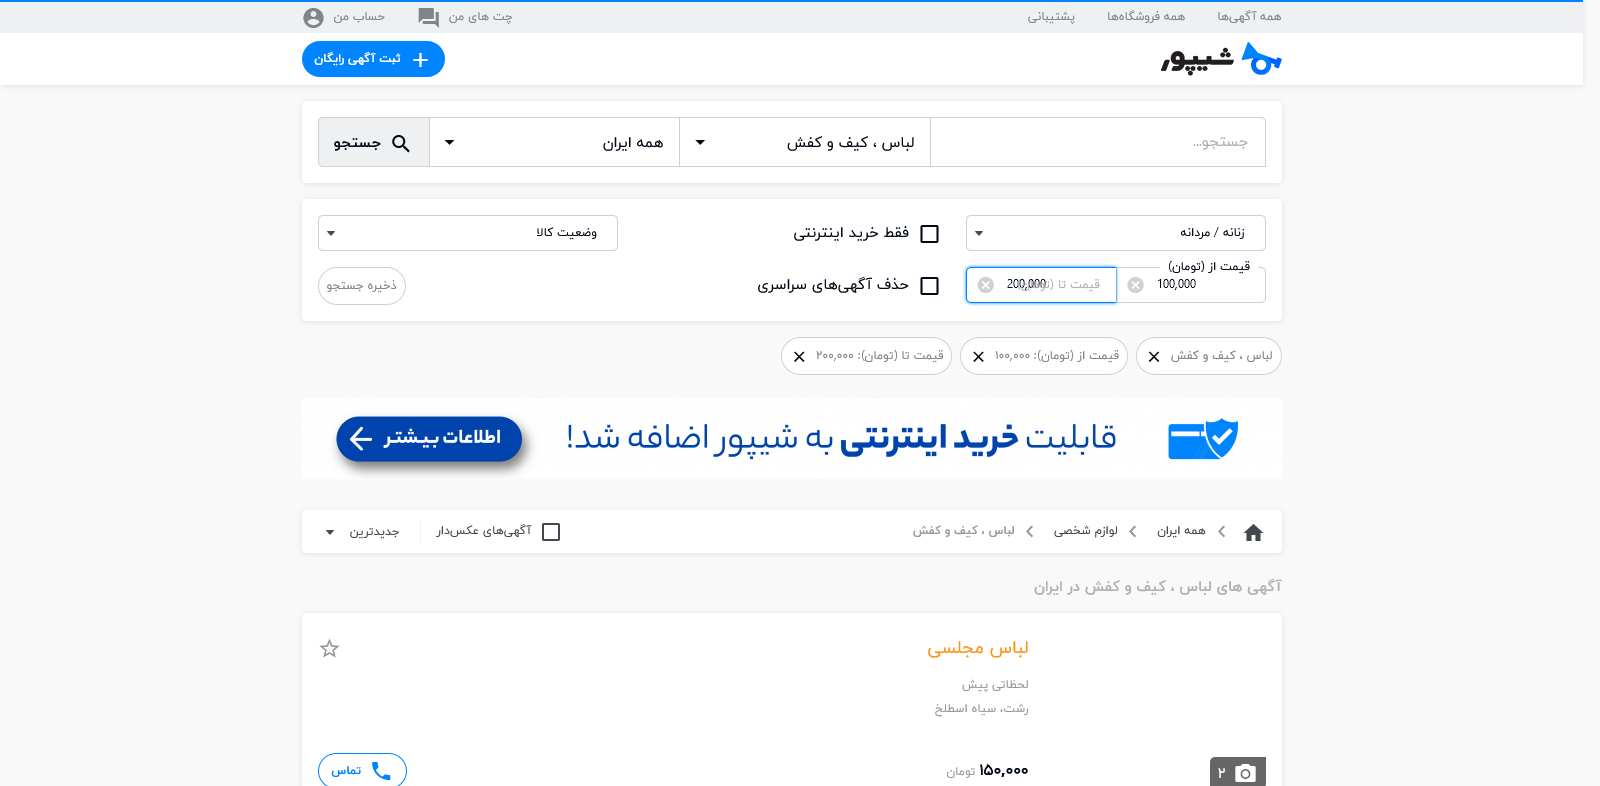 همه آگهی‌ها همه فروشگاه‌ها پشتیبانی چت های من حساب من
شیپور ثبت آگهی رایگان
جستجو... لباس ، کیف و کفش همه ایران جستجو
زنانه / مردانه فقط خرید اینترنتی وضعیت کالا
قیمت از (تومان)
100,000 قیمت تا (تومان) 200,000 حذف آگهی‌های سراسری ذخیره جستجو
لباس ، کیف و کفش قیمت از (تومان): ۱۰۰,۰۰۰ قیمت تا (تومان): ۲۰۰,۰۰۰
قابلیت خرید اینترنتی به شیپور اضافه شد! اطلاعات بیشتر
همه ایران لوازم شخصی لباس ، کیف و کفش آگهی‌های عکس‌دار جدیدترین
آگهی های لباس ، کیف و کفش در ایران
لباس مجلسی
لحظاتی پیش
رشت، سیاه اسطلخ
۲ ۱۵۰,۰۰۰ تومان تماس